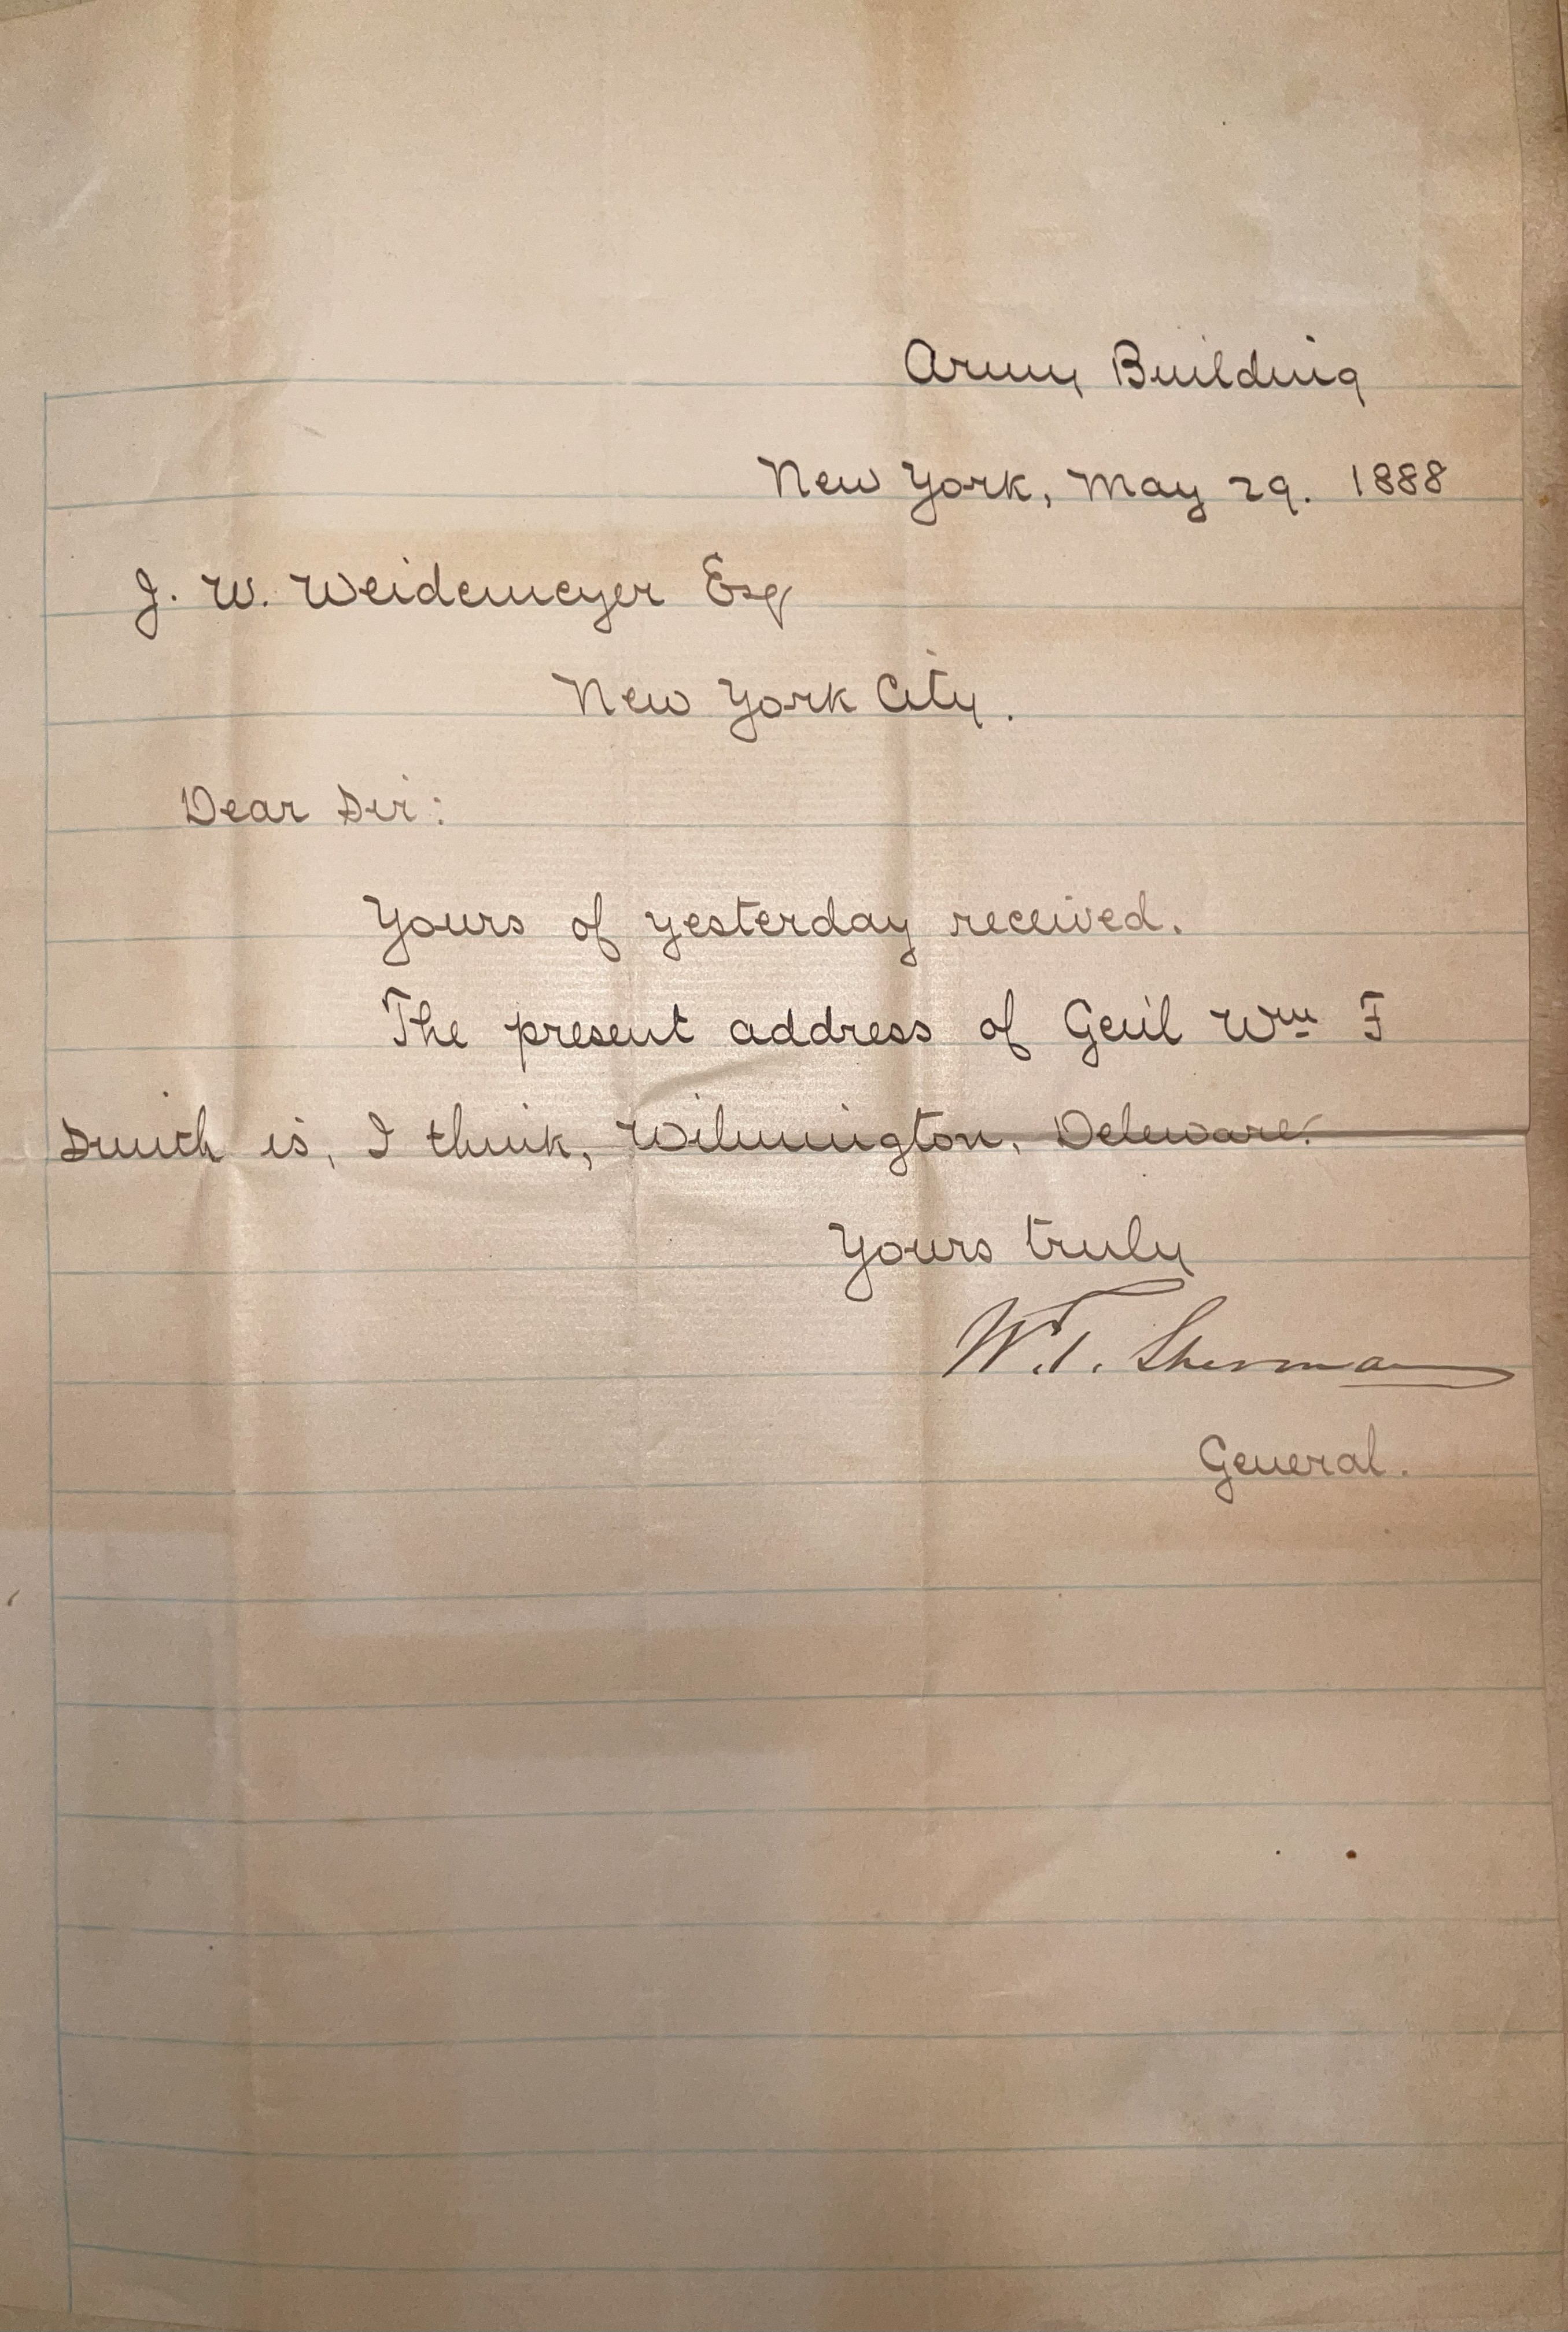 Army Building
New York, May 29. 1888
J. W. Weidemeyer Esq
New York City.
Dear Sir:
Yours of yesterday received.
The present address of Genl Wm F
Smith is, I think, Wilmington, Deleware.
Yours truly
W. T. Sherman
General.